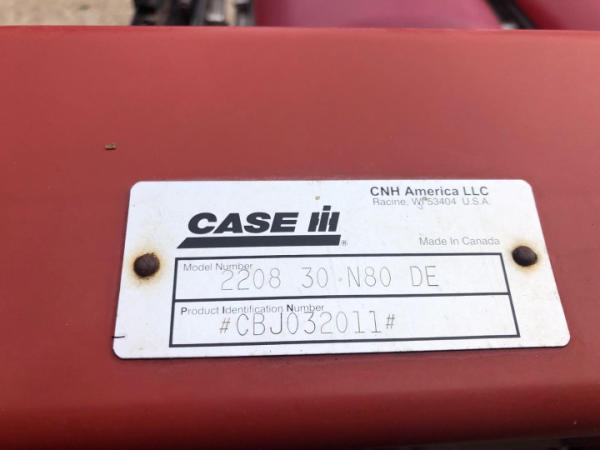 CNH America LLC
Racine, WI 53404 U.S.A.
CASE IH
®
Made In Canada
Model Number
2208 30 N80 DE
Product Identification Number
#CBJ032011#